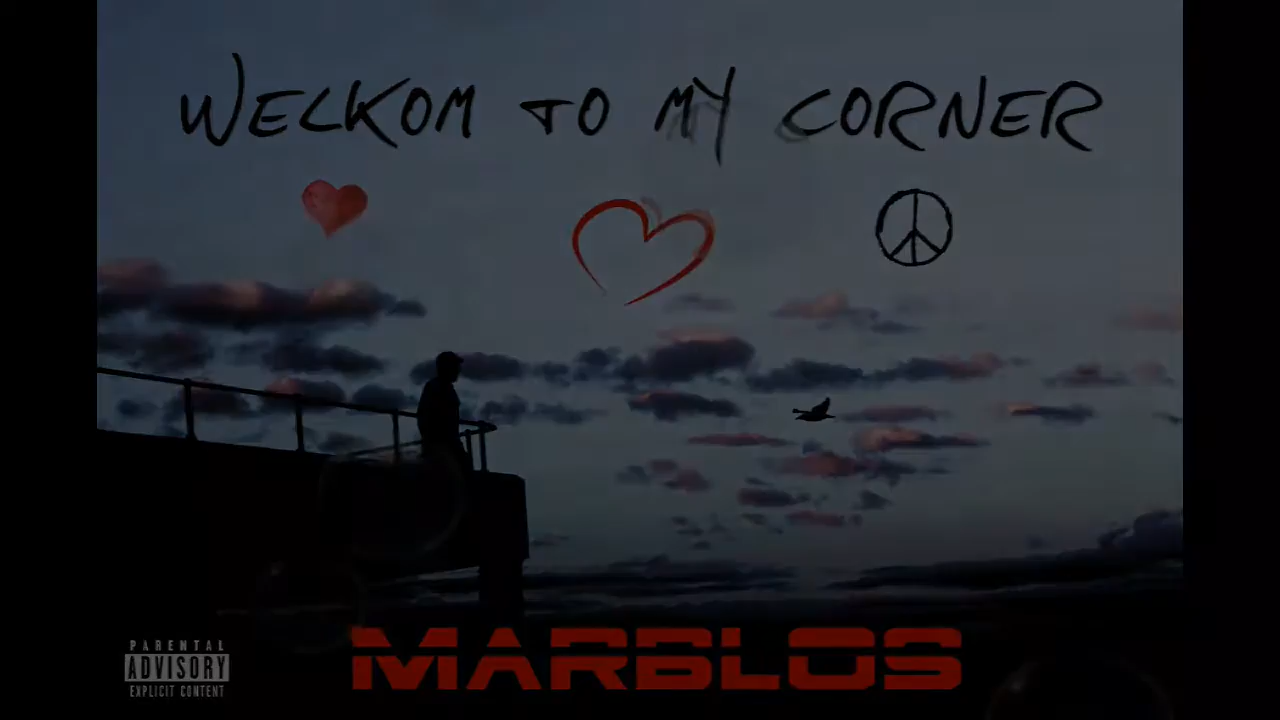 WELKOM TO MY CORNER
MARBLOS
PARENTAL
ADVISORY
EXPLICIT CONTENT